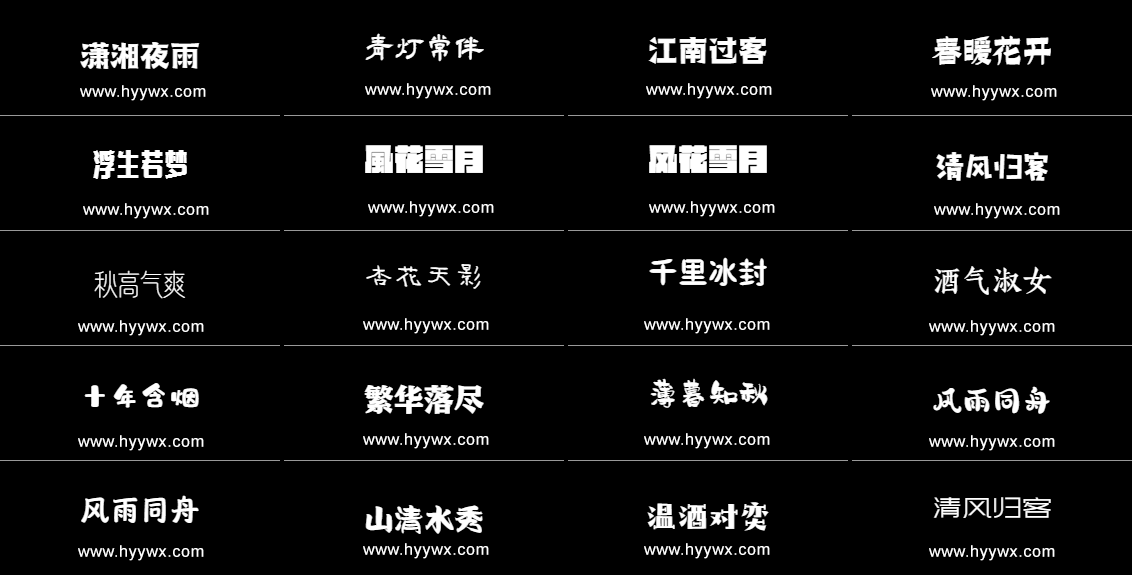 潇湘夜雨
青灯常伴
江南过客
春暖花开
www.hyywx.com
www.hyywx.com
www.hyywx.com
www.hyywx.com
浮生若梦
風花雪月
风花雪月
清风归客
www.hyywx.com
www.hyywx.com
www.hyywx.com
www.hyywx.com
秋高气爽
杏花天影
千里冰封
酒气淑女
www.hyywx.com
www.hyywx.com
www.hyywx.com
www.hyywx.com
十年含烟
繁华落尽
薄暮知秋
风雨同舟
www.hyywx.com
www.hyywx.com
www.hyywx.com
www.hyywx.com
风雨同舟
山清水秀
温酒对奕
清风归客
www.hyywx.com
www.hyywx.com
www.hyywx.com
www.hyywx.com